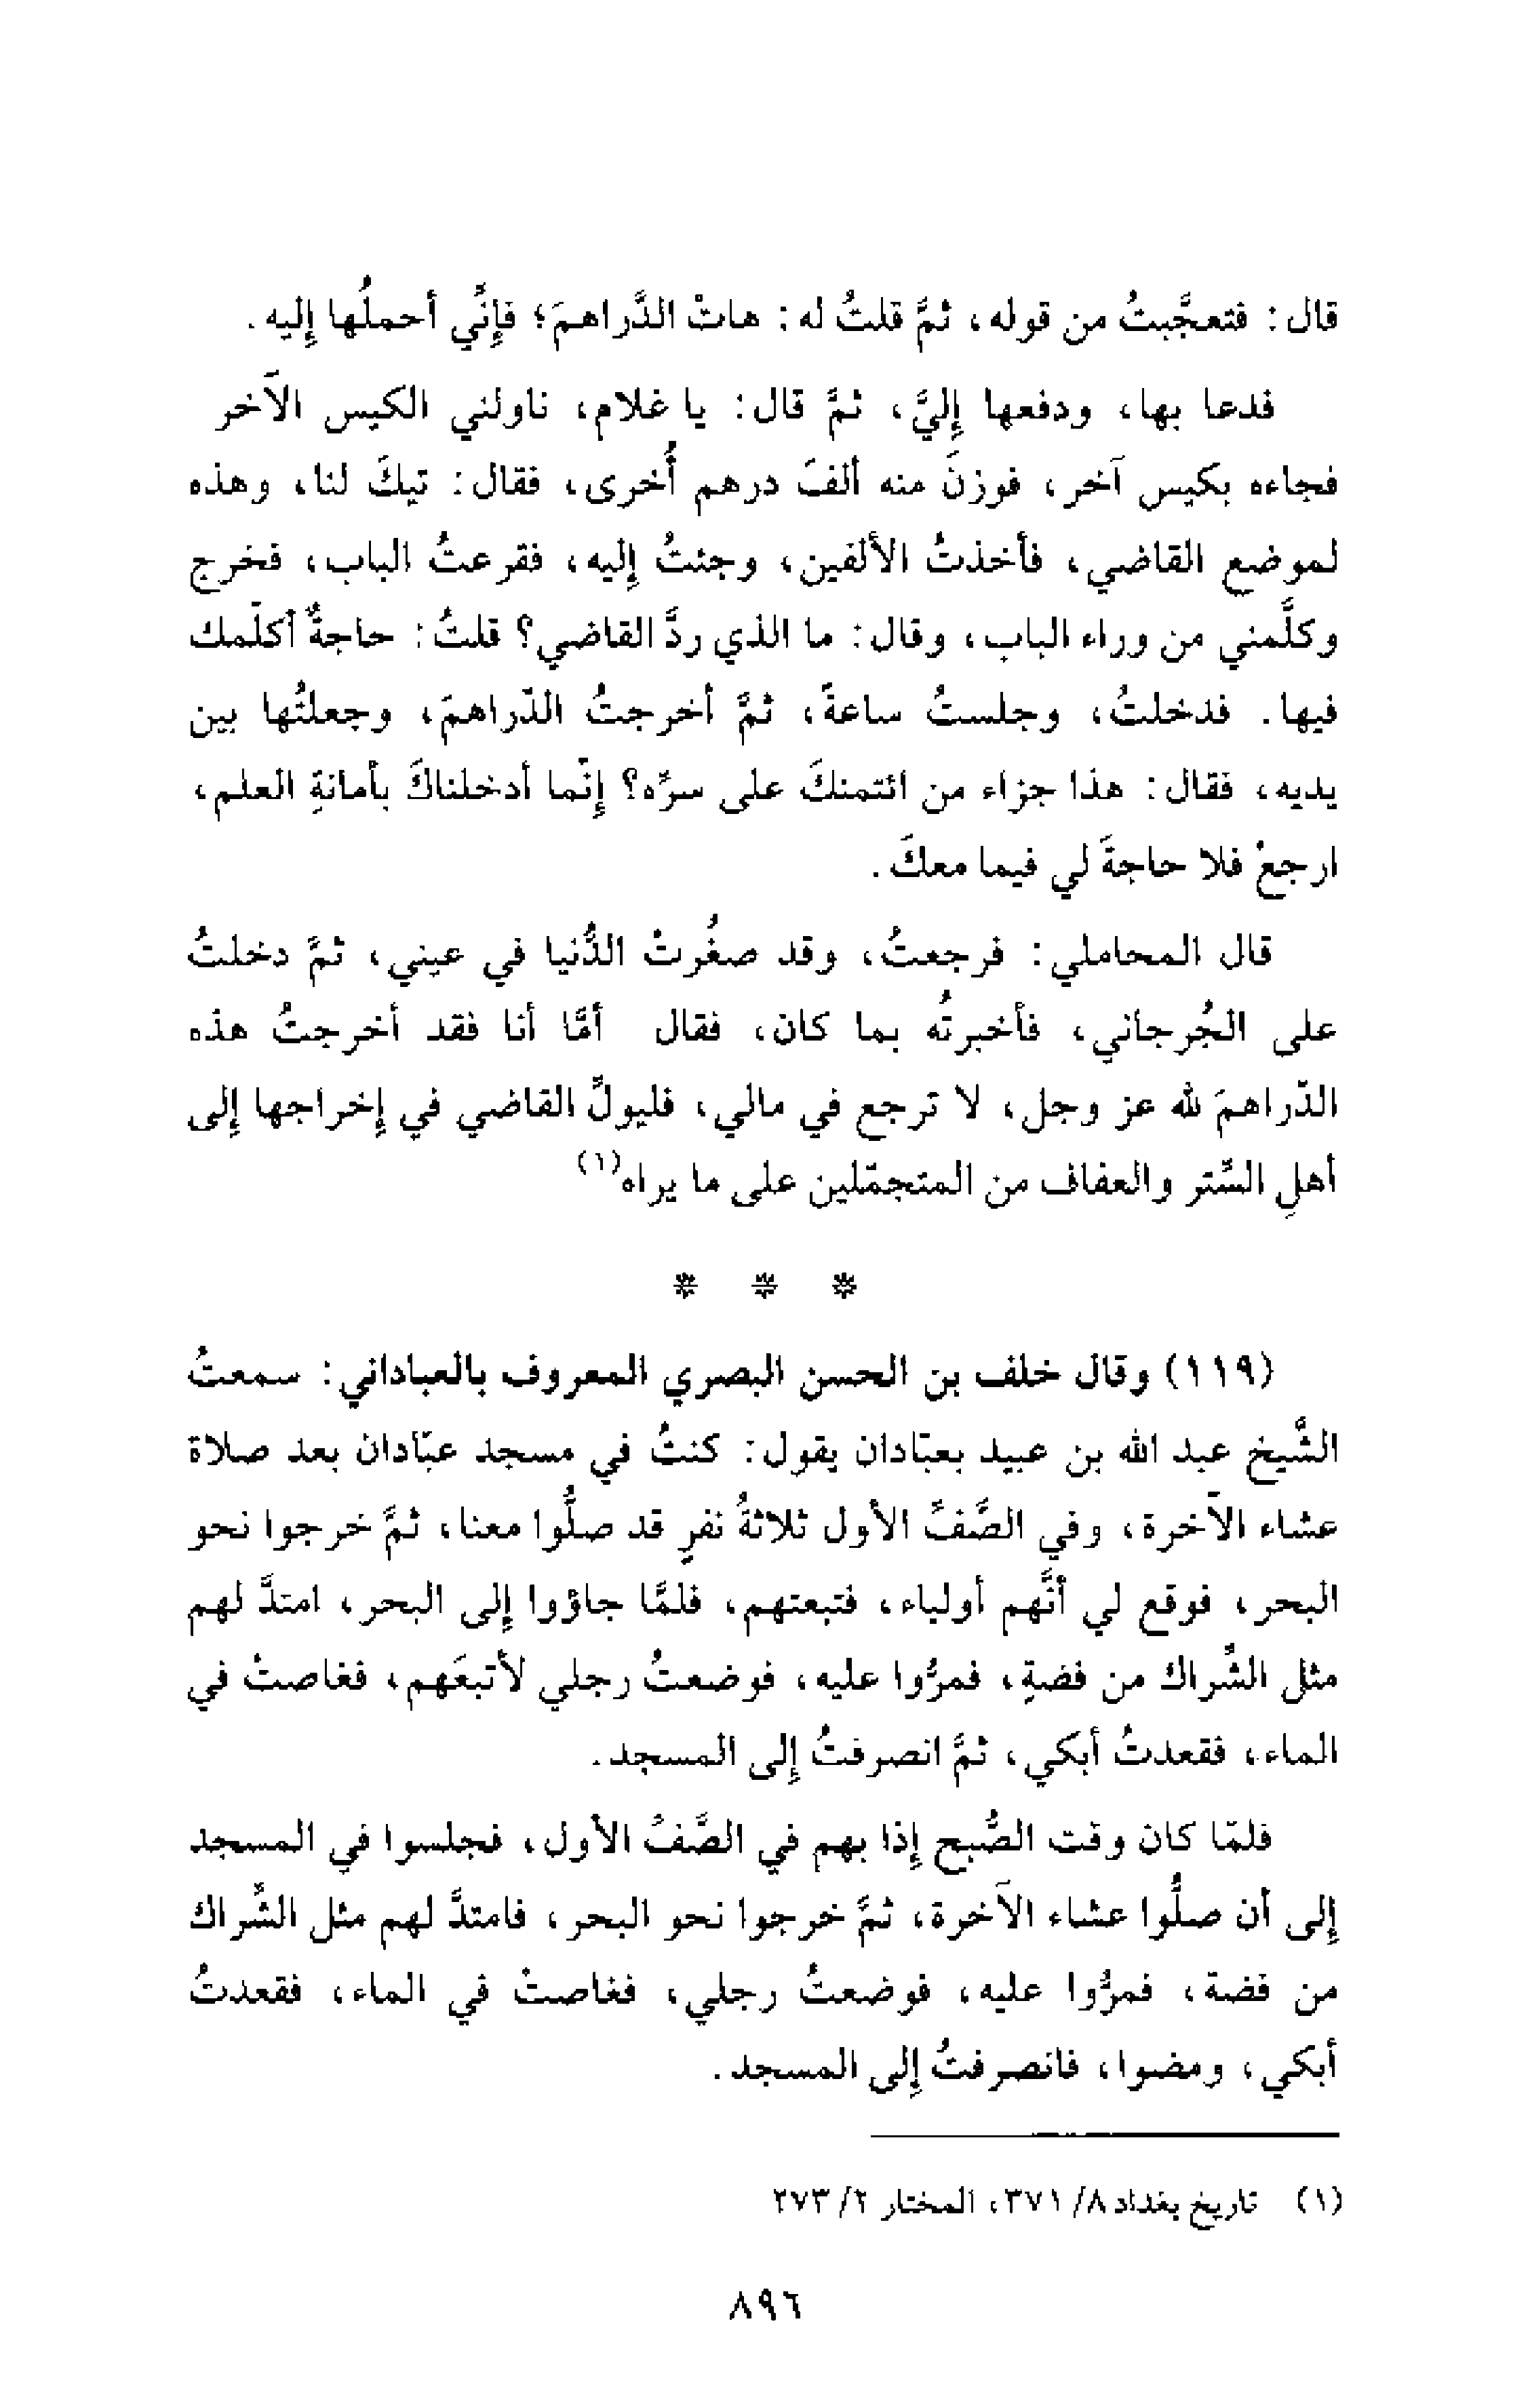 قال: فتعجَّبتُ من قوله، ثمَّ قلتُ له: هاتْ الدَّراهمَ؛ فإنِّي أحملُها إليه.
فدعا بها، ودفعها إليَّ، ثمَّ قال: يا غلام، ناولني الكيس الآخر
فجاءه بكيس آخر، فوزنَ منه ألفَ درهم أُخرى، فقال: تيكَ لنا، وهذه
لموضع القاضي، فأخذتُ الألفين، وجئتُ إليه، فقرعتُ الباب، فخرج
وكلَّمني من وراء الباب، وقال: ما الذي ردَّ القاضي؟ قلتُ: حاجةٌ أكلّمك
فيها. فدخلتُ، وجلستُ ساعةً، ثمَّ أخرجتُ الدّراهمَ، وجعلتُها بين
يديه، فقال: هذا جزاء من ائتمنكَ على سرِّه؟ إنّما أدخلناكَ بأمانةِ العلم،
ارجعْ فلا حاجةَ لي فيما معكَ.
قال المحاملي: فرجعتُ، وقد صغُرتْ الدُّنيا في عيني، ثمَّ دخلتُ
على الجُرجاني، فأخبرتُه بما كان، فقال أمَّا أنا فقد أخرجتُ هذه
الدّراهمَ لله عز وجل، لا ترجع في مالي، فليولِّ القاضي في إخراجها إلى
أهلِ السِّتر والعفاف من المتجمّلين على ما يراه(١)
* * *
(١١٩) وقال خلف بن الحسن البصري المعروف بالعباداني: سمعتُ
الشَّيخ عبد الله بن عبيد بعبّادان يقول: كنتُ في مسجد عبّادان بعد صلاة
عشاء الآخرة، وفي الصَّفِّ الأول ثلاثةُ نفرٍ قد صلُّوا معنا، ثمَّ خرجوا نحو
البحر، فوقع لي أنَّهم أولياء، فتبعتهم، فلمَّا جاؤوا إلى البحر، امتدَّ لهم
مثل الشِّراك من فضةٍ، فمرُّوا عليه، فوضعتُ رجلي لأتبعَهم، فغاصتْ في
الماء، فقعدتُ أبكي، ثمَّ انصرفتُ إلى المسجد.
فلمّا كان وقت الصُّبح إذا بهم في الصَّفِّ الأول، فجلسوا في المسجد
إلى أن صلُّوا عشاء الآخرة، ثمَّ خرجوا نحو البحر، فامتدَّ لهم مثل الشِّراك
من فضة، فمرُّوا عليه، فوضعتُ رجلي، فغاصتْ في الماء، فقعدتُ
أبكي، ومضوا، فانصرفتُ إلى المسجد.
(١) تاريخ بغداد ٨/ ٣٧١، المختار ٢/ ٢٧٣
٨٩٦